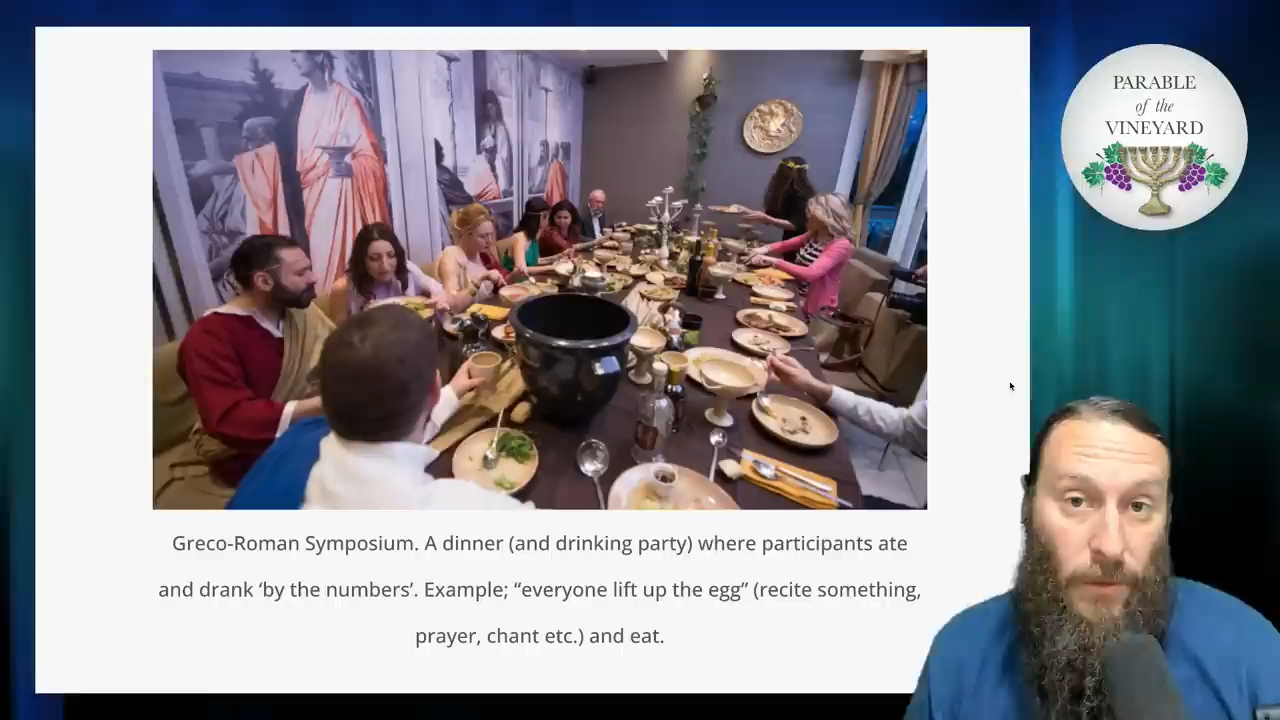 PARABLE
of the
VINEYARD
Greco-Roman Symposium. A dinner (and drinking party) where participants ate
and drank ‘by the numbers’. Example; “everyone lift up the egg” (recite something,
prayer, chant etc.) and eat.